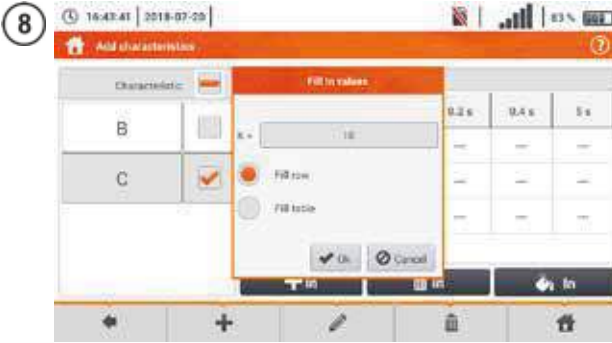 8
16:43:41 2018-07-20 83 %
Add characteristics
Characteristic
Fill in values
0.2 s 0.4 s 5 s
B
k = 10
--- --- ---
C
Fill row
--- --- ---
Fill table
--- --- ---
Ok Cancel
In In In